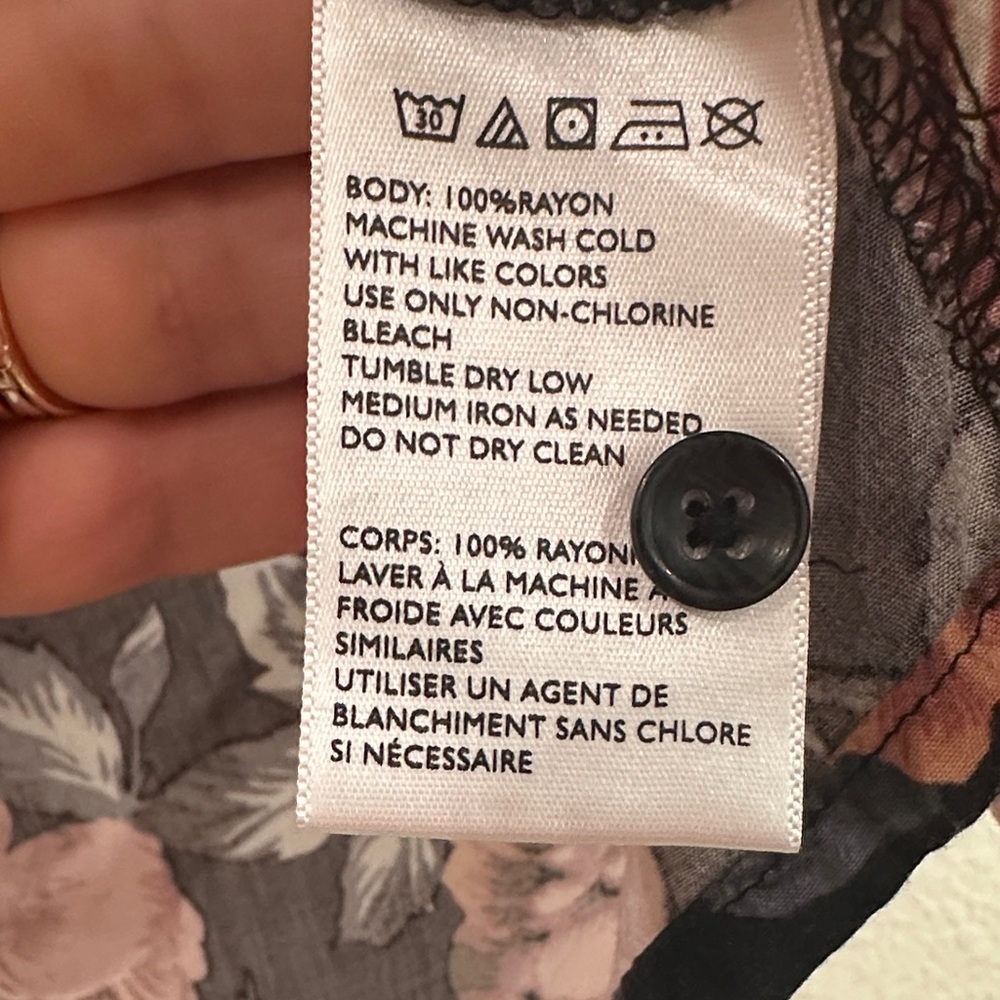 30
BODY: 100%RAYON
MACHINE WASH COLD
WITH LIKE COLORS
USE ONLY NON-CHLORINE
BLEACH
TUMBLE DRY LOW
MEDIUM IRON AS NEEDED
DO NOT DRY CLEAN
CORPS: 100%
LAVER À LA MACHINE
FROIDE AVEC COULEURS
SIMILAIRES
UTILISER UN AGENT DE
BLANCHIMENT SANS CHLORE
SI NÉCESSAIRE